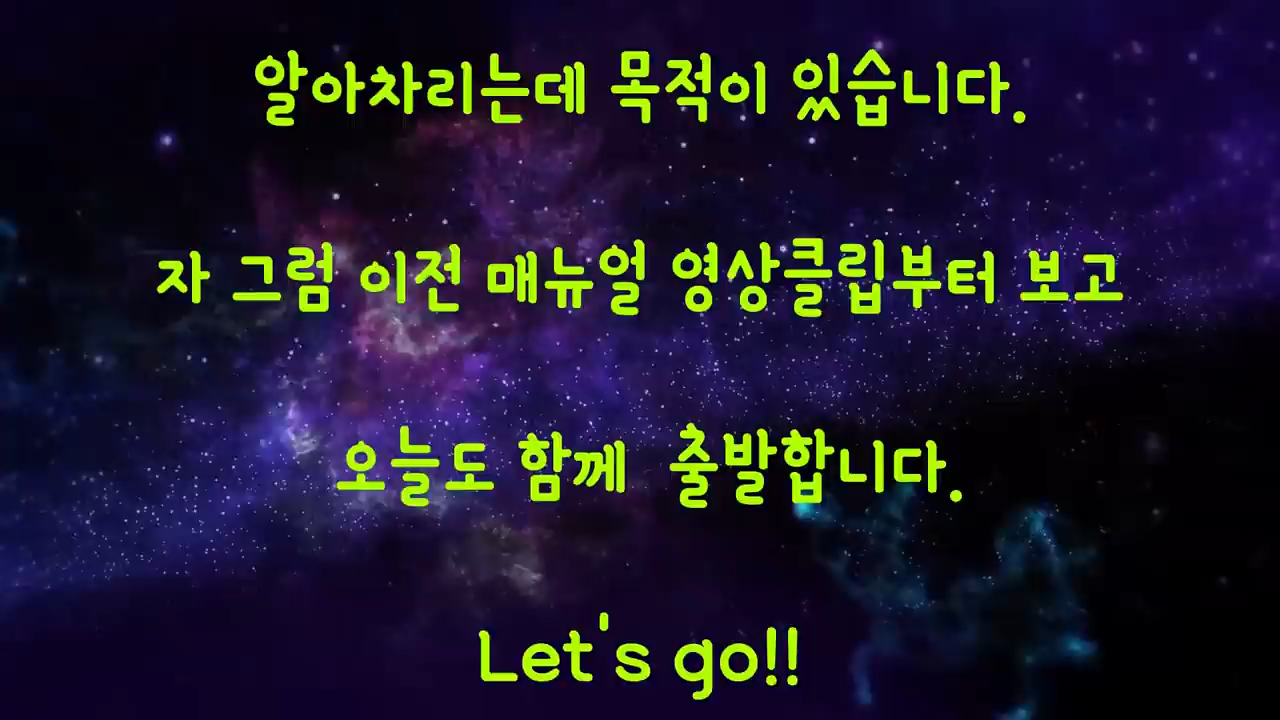 알아차리는데 목적이 있습니다.
자 그럼 이전 매뉴얼 영상클립부터 보고
오늘도 함께 출발합니다.
Let's go!!